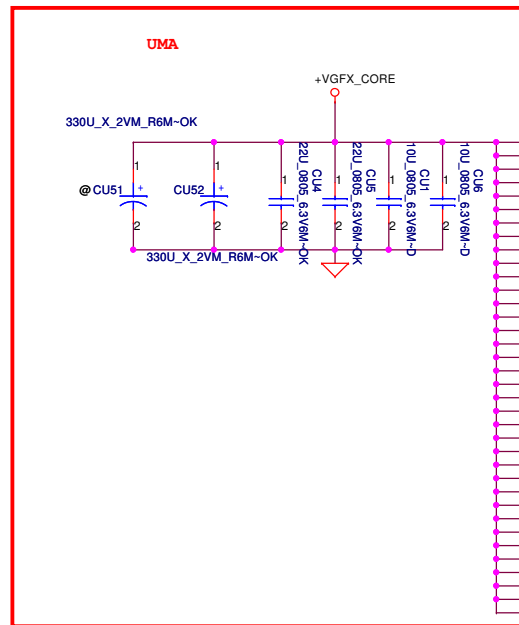 UMA
+VGFX_CORE
330U_X_2VM_R6M~OK
1
@ CU51
+
2
1
CU52
+
2
330U_X_2VM_R6M~OK
1
2
CU4
22U_0805_6.3V6M~OK
1
2
CU5
22U_0805_6.3V6M~OK
1
2
CU1
10U_0805_6.3V6M~D
1
2
CU6
10U_0805_6.3V6M~D